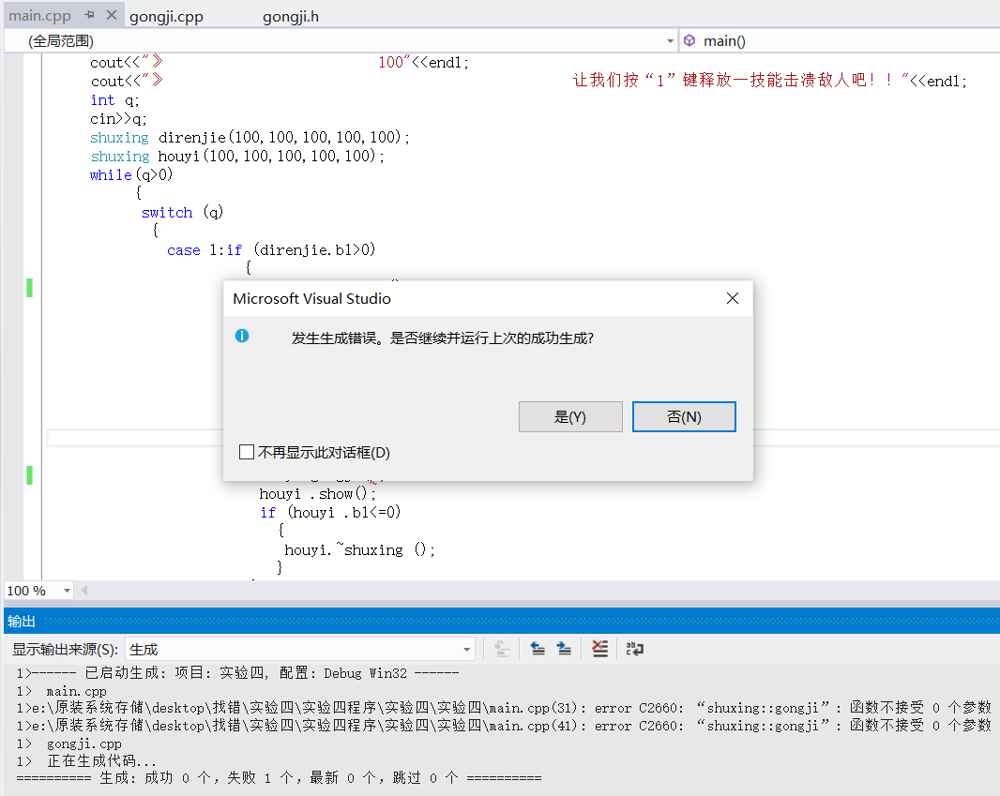 main.cpp gongji.cpp gongji.h
(全局范围) main()
cout<<"》 100"<<endl;
cout<<"》 让我们按“1”键释放一技能击溃敌人吧！！"<<endl;
int q;
cin>>q;
shuxing direnjie(100,100,100,100,100);
shuxing houyi(100,100,100,100,100);
while(q>0)
{
switch (q)
{
case 1:if (direnjie.bl>0)
{
Microsoft Visual Studio
发生生成错误。是否继续并运行上次的成功生成?
是(Y) 否(N)
不再显示此对话框(D)
houyi .show();
if (houyi .bl<=0)
{
houyi.~shuxing ();
}
100 %
输出
显示输出来源(S): 生成
1>------ 已启动生成: 项目: 实验四, 配置: Debug Win32 ------
1> main.cpp
1>e:\原装系统存储\desktop\找错\实验四\实验四程序\实验四\实验四\main.cpp(31): error C2660: “shuxing::gongji”: 函数不接受 0 个参数
1>e:\原装系统存储\desktop\找错\实验四\实验四程序\实验四\实验四\main.cpp(41): error C2660: “shuxing::gongji”: 函数不接受 0 个参数
1> gongji.cpp
1> 正在生成代码...
========== 生成: 成功 0 个，失败 1 个，最新 0 个，跳过 0 个 ==========